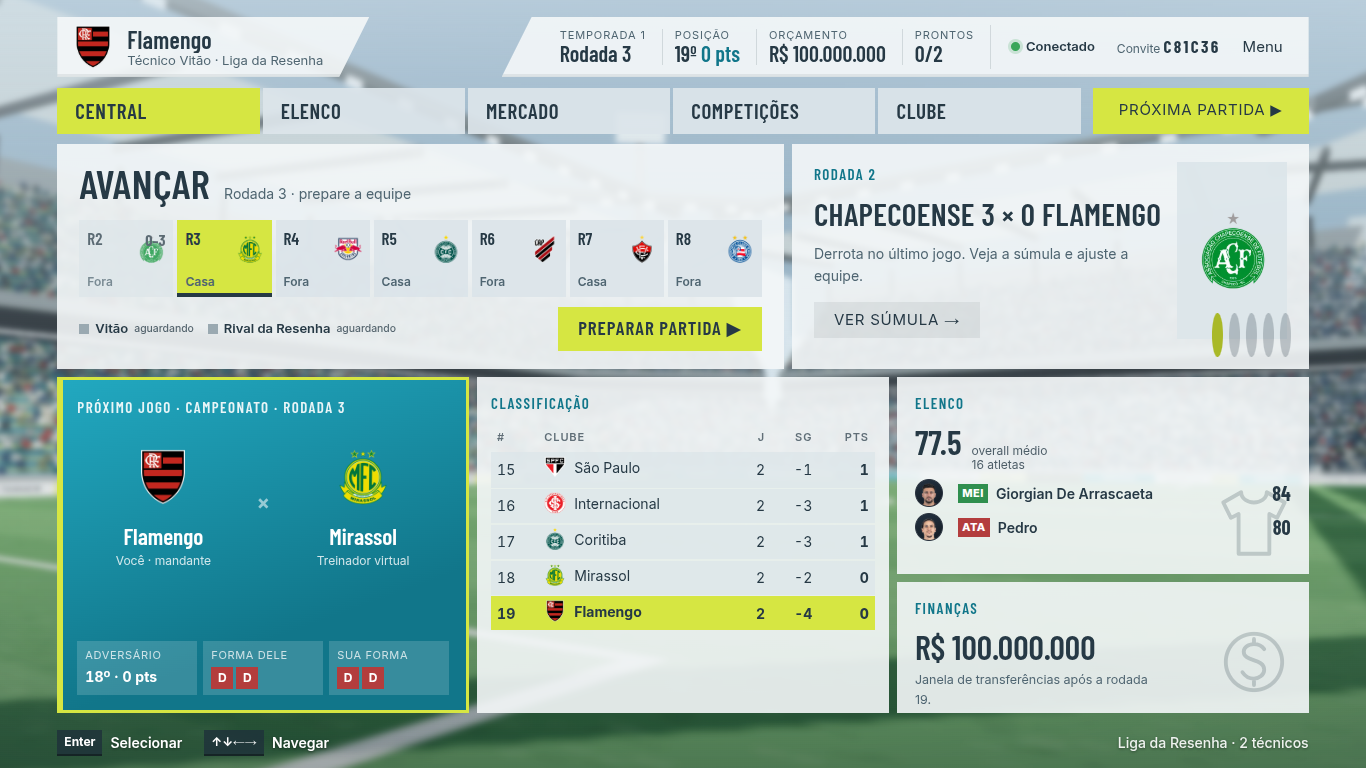 Flamengo
Técnico Vitão · Liga da Resenha
TEMPORADA 1
Rodada 3
POSIÇÃO
19º 0 pts
ORÇAMENTO
R$ 100.000.000
PRONTOS
0/2
Conectado
Convite C81C36
Menu
CENTRAL
ELENCO
MERCADO
COMPETIÇÕES
CLUBE
PRÓXIMA PARTIDA ▶
AVANÇAR
Rodada 3 · prepare a equipe
R2 0-3
Fora
R3
Casa
R4
Fora
R5
Casa
R6
Fora
R7
Casa
R8
Fora
Vitão aguardando
Rival da Resenha aguardando
PREPARAR PARTIDA ▶
RODADA 2
CHAPECOENSE 3 × 0 FLAMENGO
Derrota no último jogo. Veja a súmula e ajuste a
equipe.
VER SÚMULA →
PRÓXIMO JOGO · CAMPEONATO · RODADA 3
×
Flamengo
Você · mandante
Mirassol
Treinador virtual
ADVERSÁRIO
18º · 0 pts
FORMA DELE
D D
SUA FORMA
D D
CLASSIFICAÇÃO
# CLUBE J SG PTS
15 São Paulo 2 -1 1
16 Internacional 2 -3 1
17 Coritiba 2 -3 1
18 Mirassol 2 -2 0
19 Flamengo 2 -4 0
ELENCO
77.5 overall médio
16 atletas
MEI Giorgian De Arrascaeta 84
ATA Pedro 80
FINANÇAS
R$ 100.000.000
Janela de transferências após a rodada
19.
Enter Selecionar
↑↓←→ Navegar
Liga da Resenha · 2 técnicos